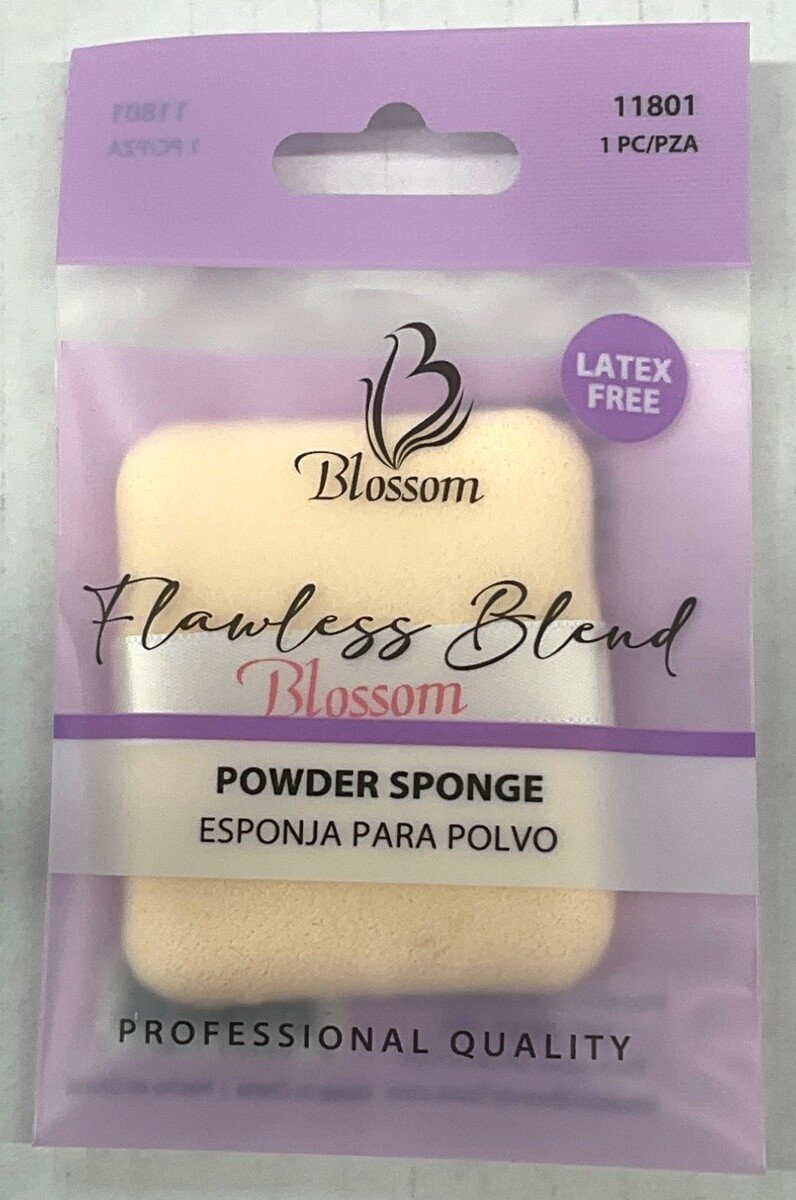 11801
1 PC/PZA
LATEX
FREE
B
Blossom
Flawless Blend
Blossom
POWDER SPONGE
ESPONJA PARA POLVO
PROFESSIONAL QUALITY